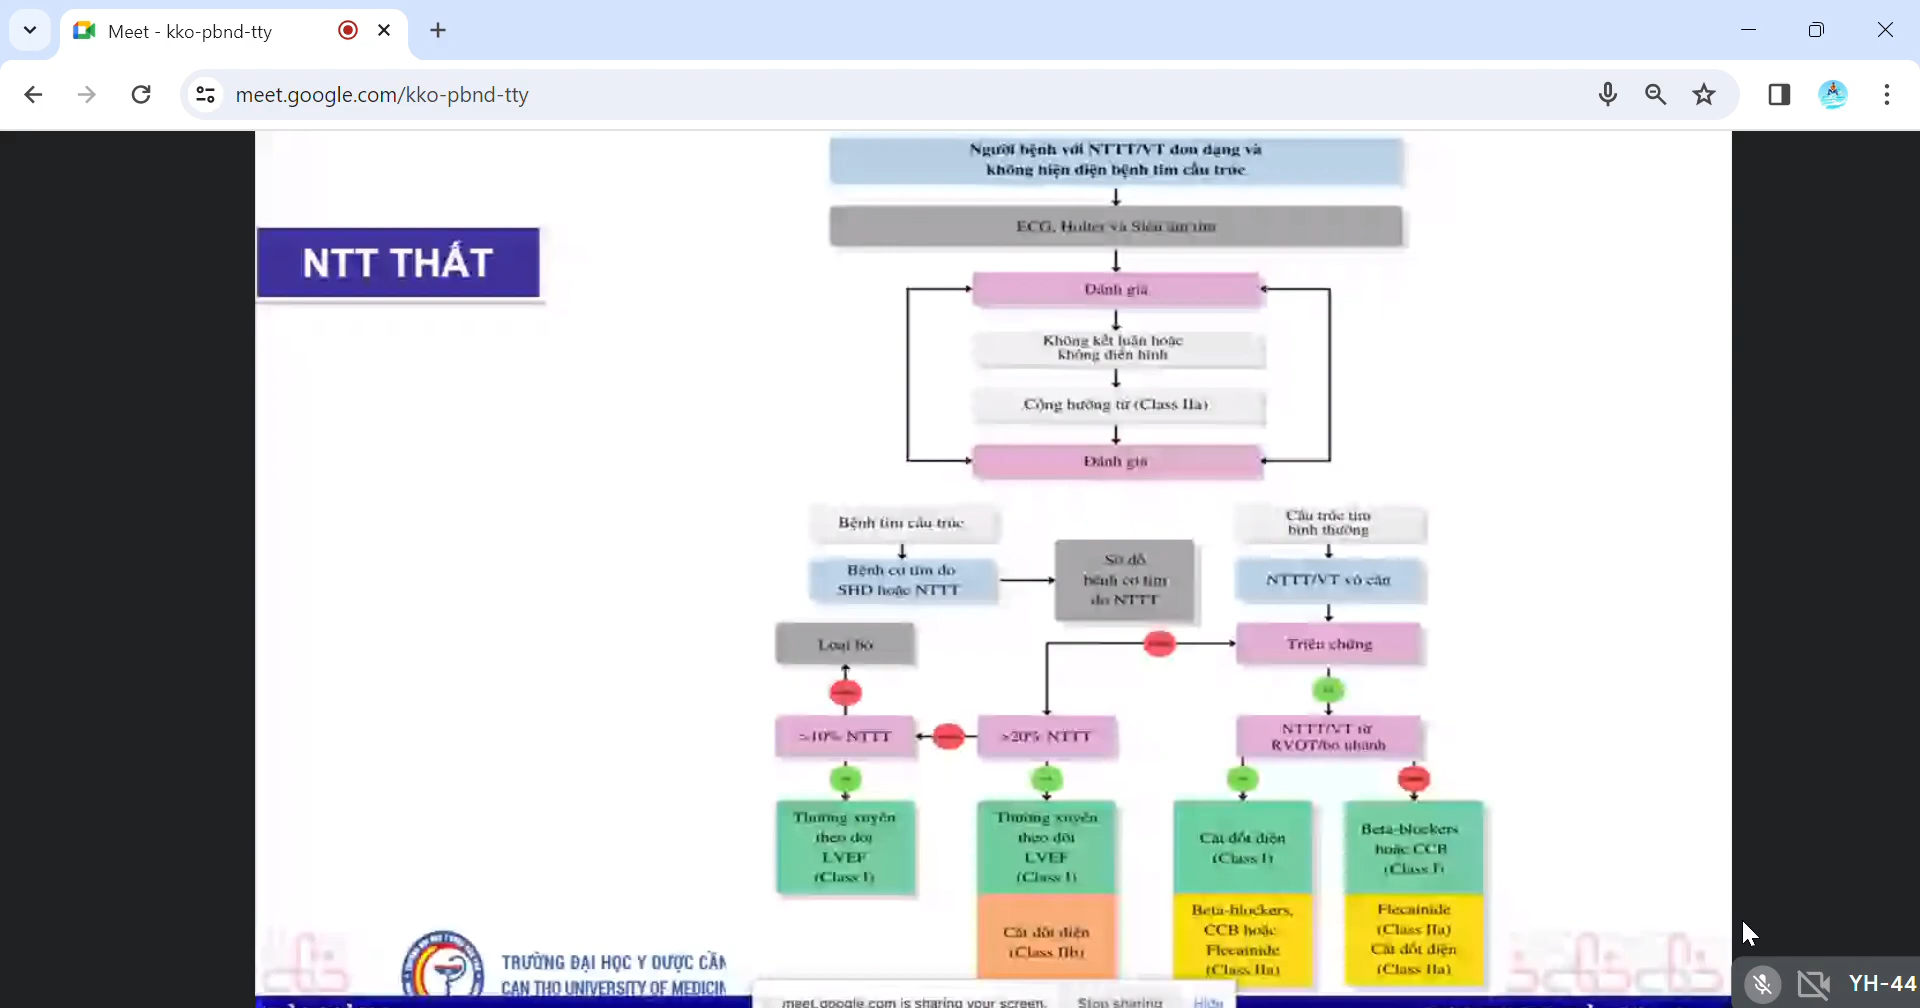 Meet - kko-pbnd-tty
meet.google.com/kko-pbnd-tty
NTT THẤT
Người bệnh với NTTT/VT đơn dạng và
không hiện diện bệnh tim cấu trúc
ECG, Holter và Siêu âm tim
Đánh giá
Không kết luận hoặc
không điển hình
Cộng hưởng từ (Class IIa)
Đánh giá
Bệnh tim cấu trúc
Cấu trúc tim
bình thường
Bệnh cơ tim do
SHD hoặc NTTT
Sơ đồ
bệnh cơ tim
do NTTT
NTTT/VT vô căn
Loại bỏ
Triệu chứng
>10% NTTT
>20% NTTT
NTTT/VT từ
RVOT/bó nhánh
Thường xuyên
theo dõi
LVEF
(Class I)
Thường xuyên
theo dõi
LVEF
(Class I)
Cắt đốt điện
(Class IIb)
Cắt đốt điện
(Class I)
Beta-blockers,
CCB hoặc
Flecainide
(Class IIa)
Beta-blockers
hoặc CCB
(Class I)
Flecainide
(Class IIa)
Cắt đốt điện
(Class IIa)
TRƯỜNG ĐẠI HỌC Y DƯỢC CẦN
CAN THO UNIVERSITY OF MEDICIN
meet.google.com is sharing your screen.
Stop sharing
Hide
YH-44